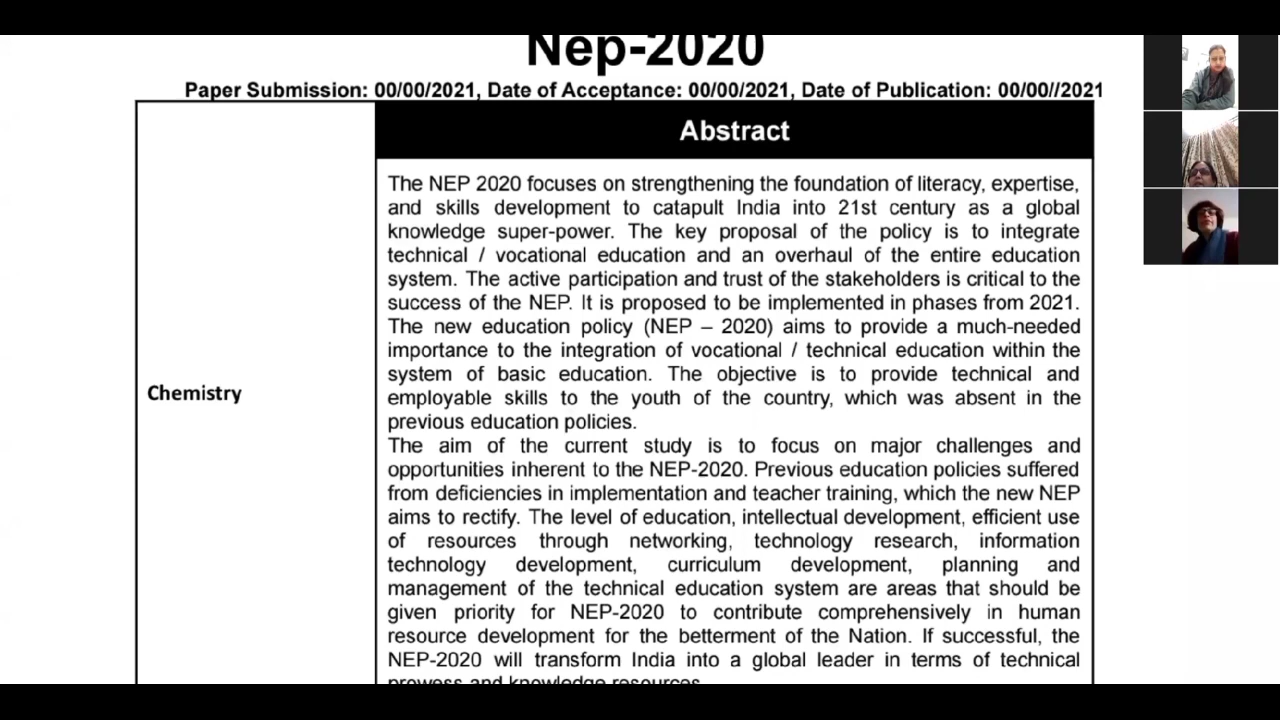 Nep-2020
Paper Submission: 00/00/2021, Date of Acceptance: 00/00/2021, Date of Publication: 00/00//2021
Abstract
Chemistry
The NEP 2020 focuses on strengthening the foundation of literacy, expertise,
and skills development to catapult India into 21st century as a global
knowledge super-power. The key proposal of the policy is to integrate
technical / vocational education and an overhaul of the entire education
system. The active participation and trust of the stakeholders is critical to the
success of the NEP. It is proposed to be implemented in phases from 2021.
The new education policy (NEP – 2020) aims to provide a much-needed
importance to the integration of vocational / technical education within the
system of basic education. The objective is to provide technical and
employable skills to the youth of the country, which was absent in the
previous education policies.
The aim of the current study is to focus on major challenges and
opportunities inherent to the NEP-2020. Previous education policies suffered
from deficiencies in implementation and teacher training, which the new NEP
aims to rectify. The level of education, intellectual development, efficient use
of resources through networking, technology research, information
technology development, curriculum development, planning and
management of the technical education system are areas that should be
given priority for NEP-2020 to contribute comprehensively in human
resource development for the betterment of the Nation. If successful, the
NEP-2020 will transform India into a global leader in terms of technical
prowess and knowledge resources.